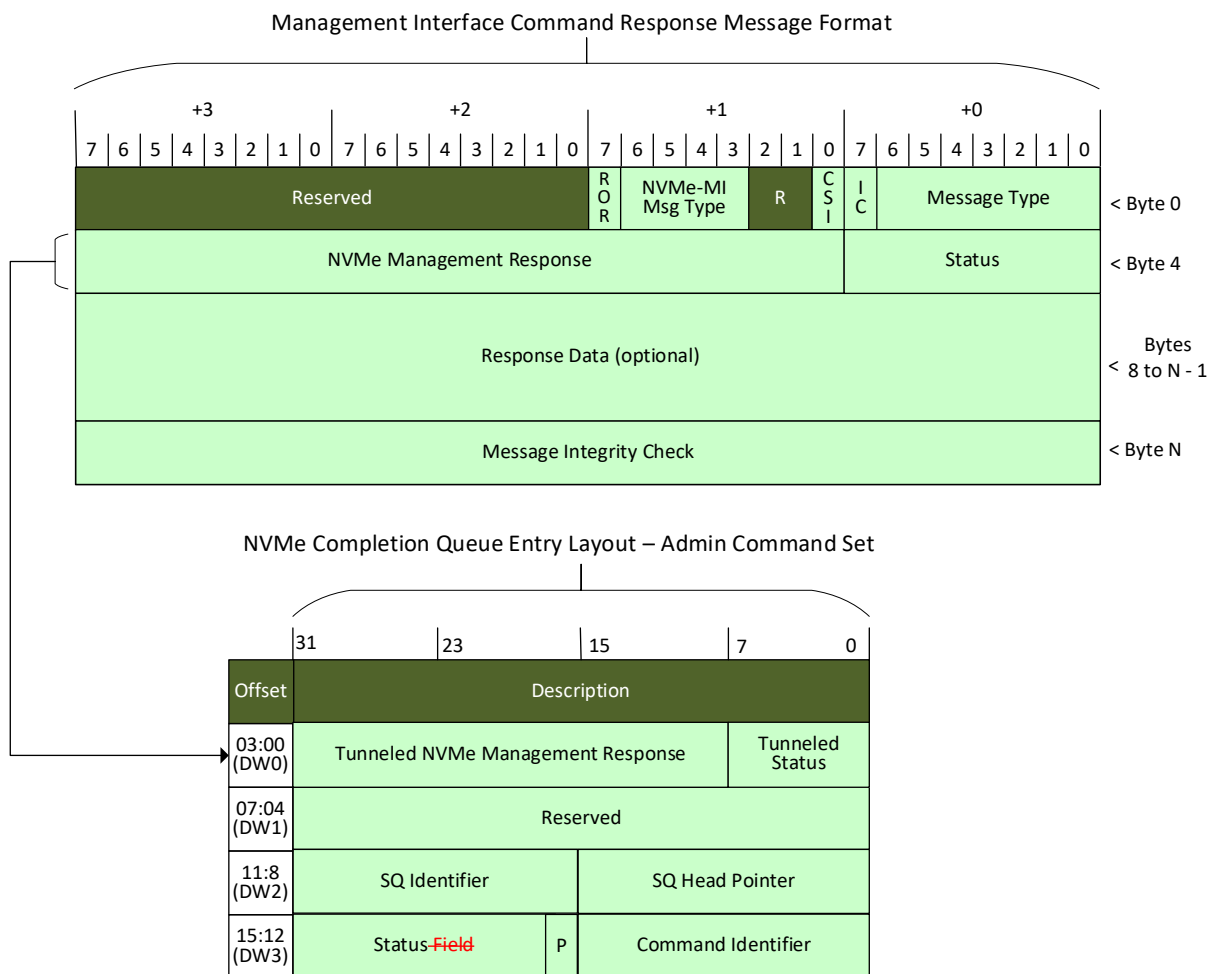 Management Interface Command Response Message Format
+3 +2 +1 +0
7 6 5 4 3 2 1 0 7 6 5 4 3 2 1 0 7 6 5 4 3 2 1 0 7 6 5 4 3 2 1 0
Reserved
ROR
NVMe-MI
Msg Type
R
CSI
IC
Message Type
< Byte 0
NVMe Management Response
Status
< Byte 4
Response Data (optional)
Bytes
< 8 to N - 1
Message Integrity Check
< Byte N
NVMe Completion Queue Entry Layout – Admin Command Set
31 23 15 7 0
Offset
Description
03:00
(DW0)
Tunneled NVMe Management Response
Tunneled
Status
07:04
(DW1)
Reserved
11:8
(DW2)
SQ Identifier
SQ Head Pointer
15:12
(DW3)
Status Field
P
Command Identifier